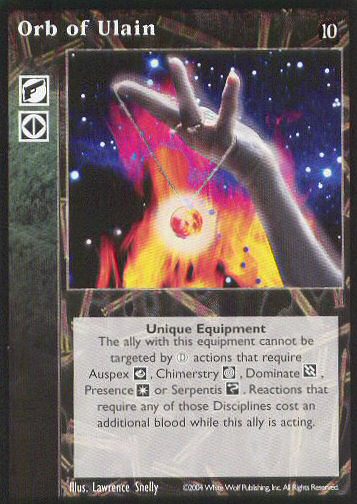 Orb of Ulain
10
Unique Equipment
The ally with this equipment cannot be
targeted by D actions that require
Auspex , Chimerstry , Dominate ,
Presence or Serpentis . Reactions that
require any of those Disciplines cost an
additional blood while this ally is acting.
Illus. Lawrence Snelly
©2004 White Wolf Publishing, Inc. All Rights Reserved.